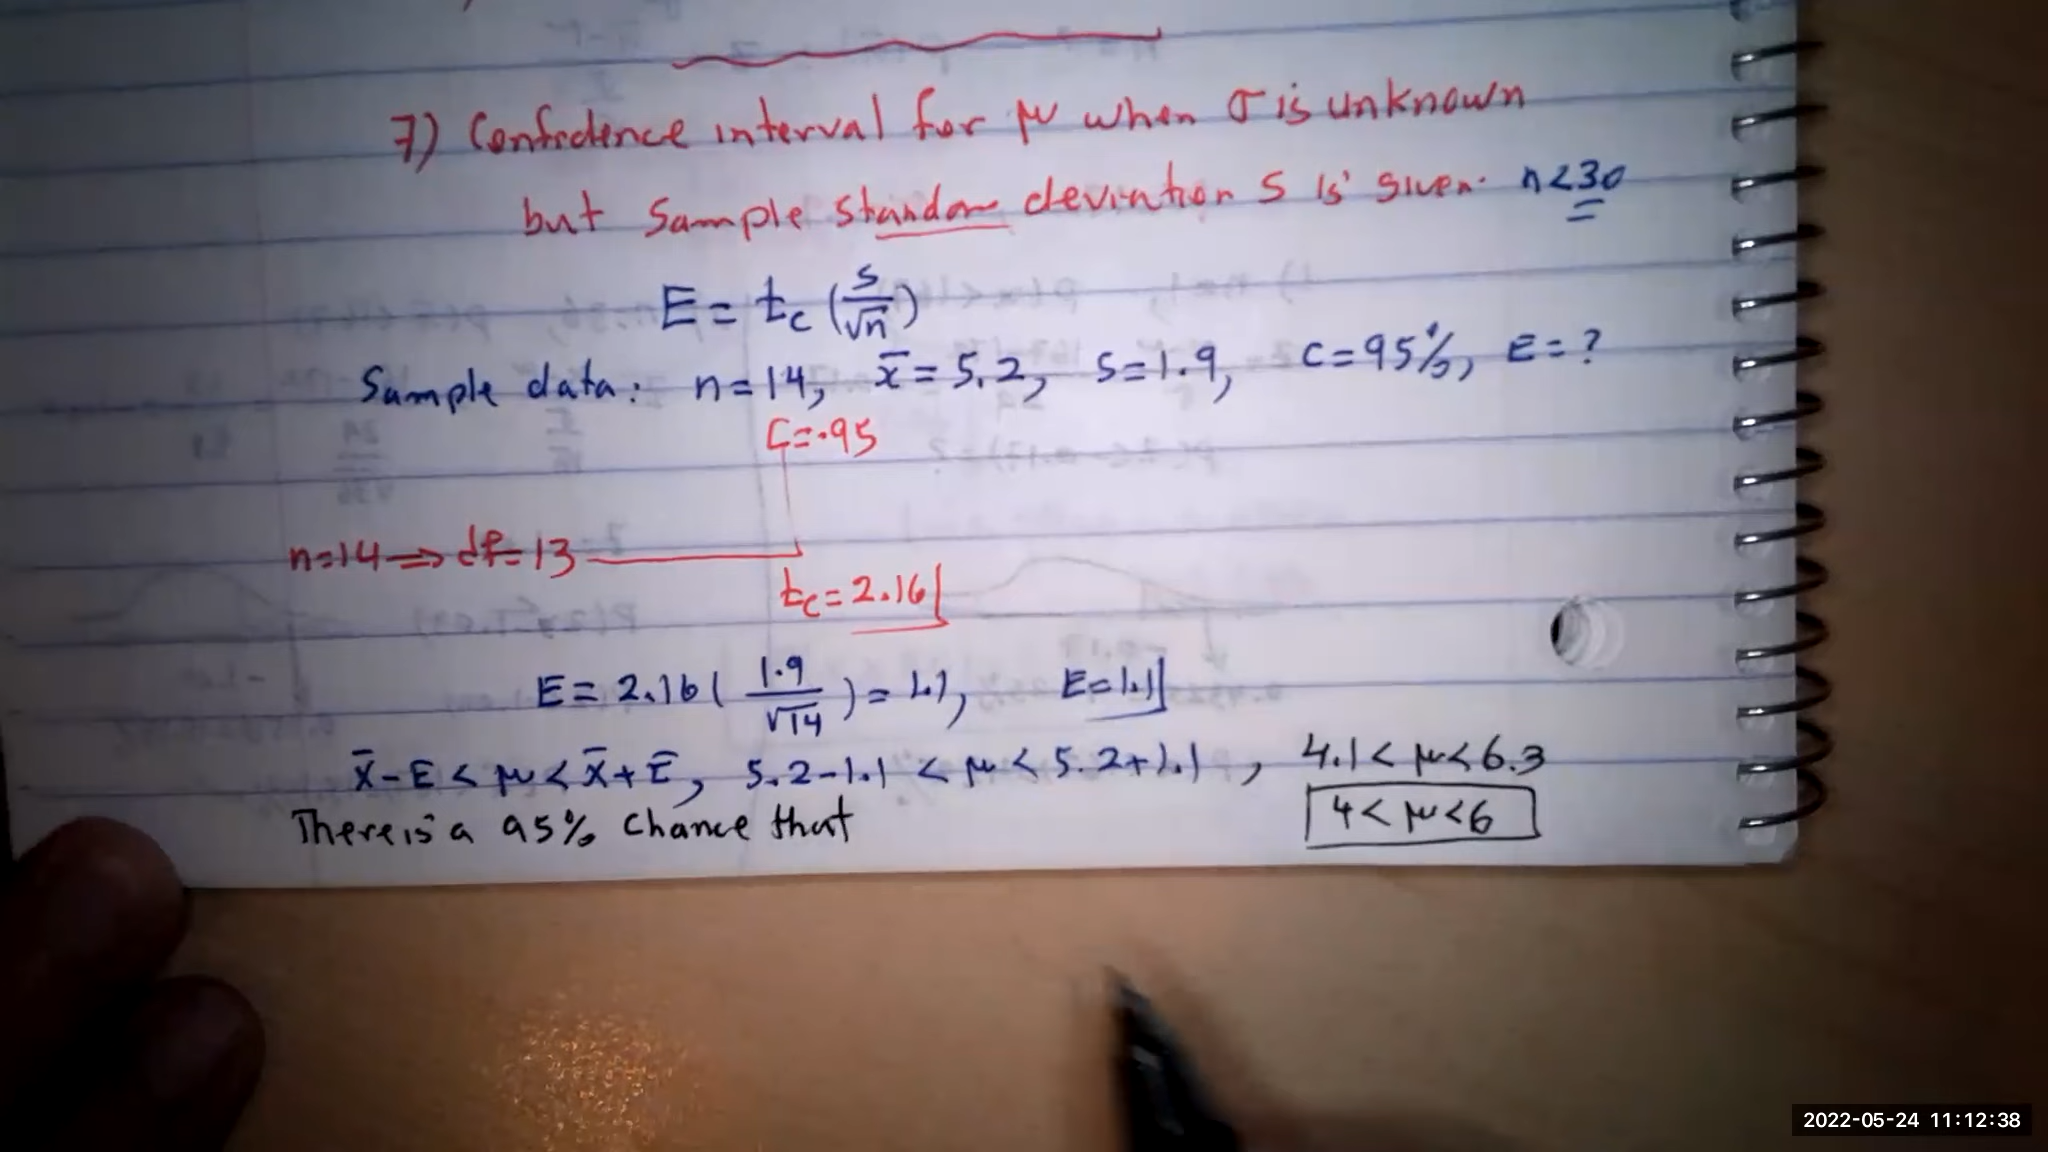 7) Confidence interval for μ when σ is unknown
but Sample standar deviation S is given. n<30
E = tc (s/√n)
Sample data: n=14, x̄=5.2, s=1.9, c=95%, E=?
C=.95
n=14⇒df=13
tc=2.16
E=2.16(1.9/√14)=1.1, E=1.1
x̄-E<μ<x̄+E, 5.2-1.1<μ<5.2+1.1, 4.1<μ<6.3
There is a 95% chance that 4<μ<6
2022-05-24 11:12:38